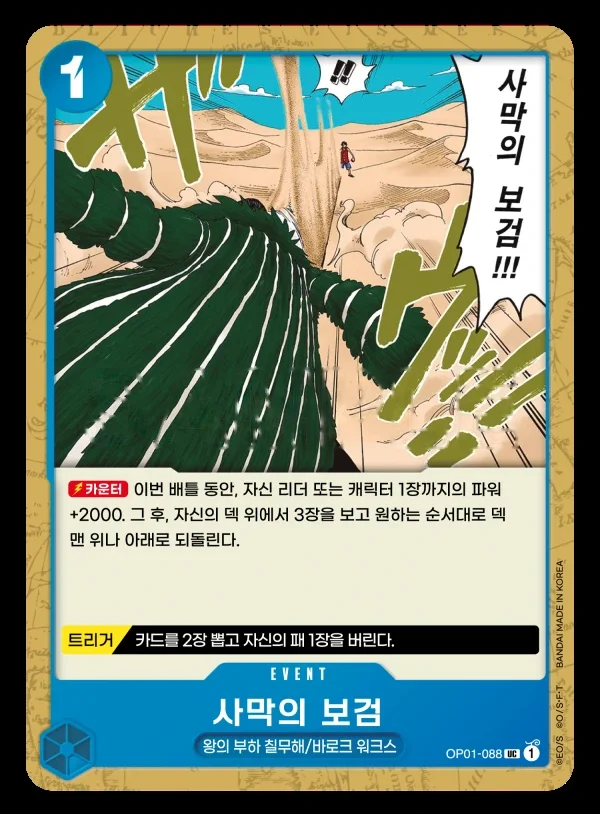 1
!!
사막의 보검!!!
카운터 이번 배틀 동안, 자신 리더 또는 캐릭터 1장까지의 파워
+2000. 그 후, 자신의 덱 위에서 3장을 보고 원하는 순서대로 덱
맨 위나 아래로 되돌린다.
트리거 카드를 2장 뽑고 자신의 패 1장을 버린다.
EVENT
사막의 보검
왕의 부하 칠무해/바로크 워크스
OP01-088 UC 1
©EO/S ©O/S·F·T BANDAI MADE IN KOREA